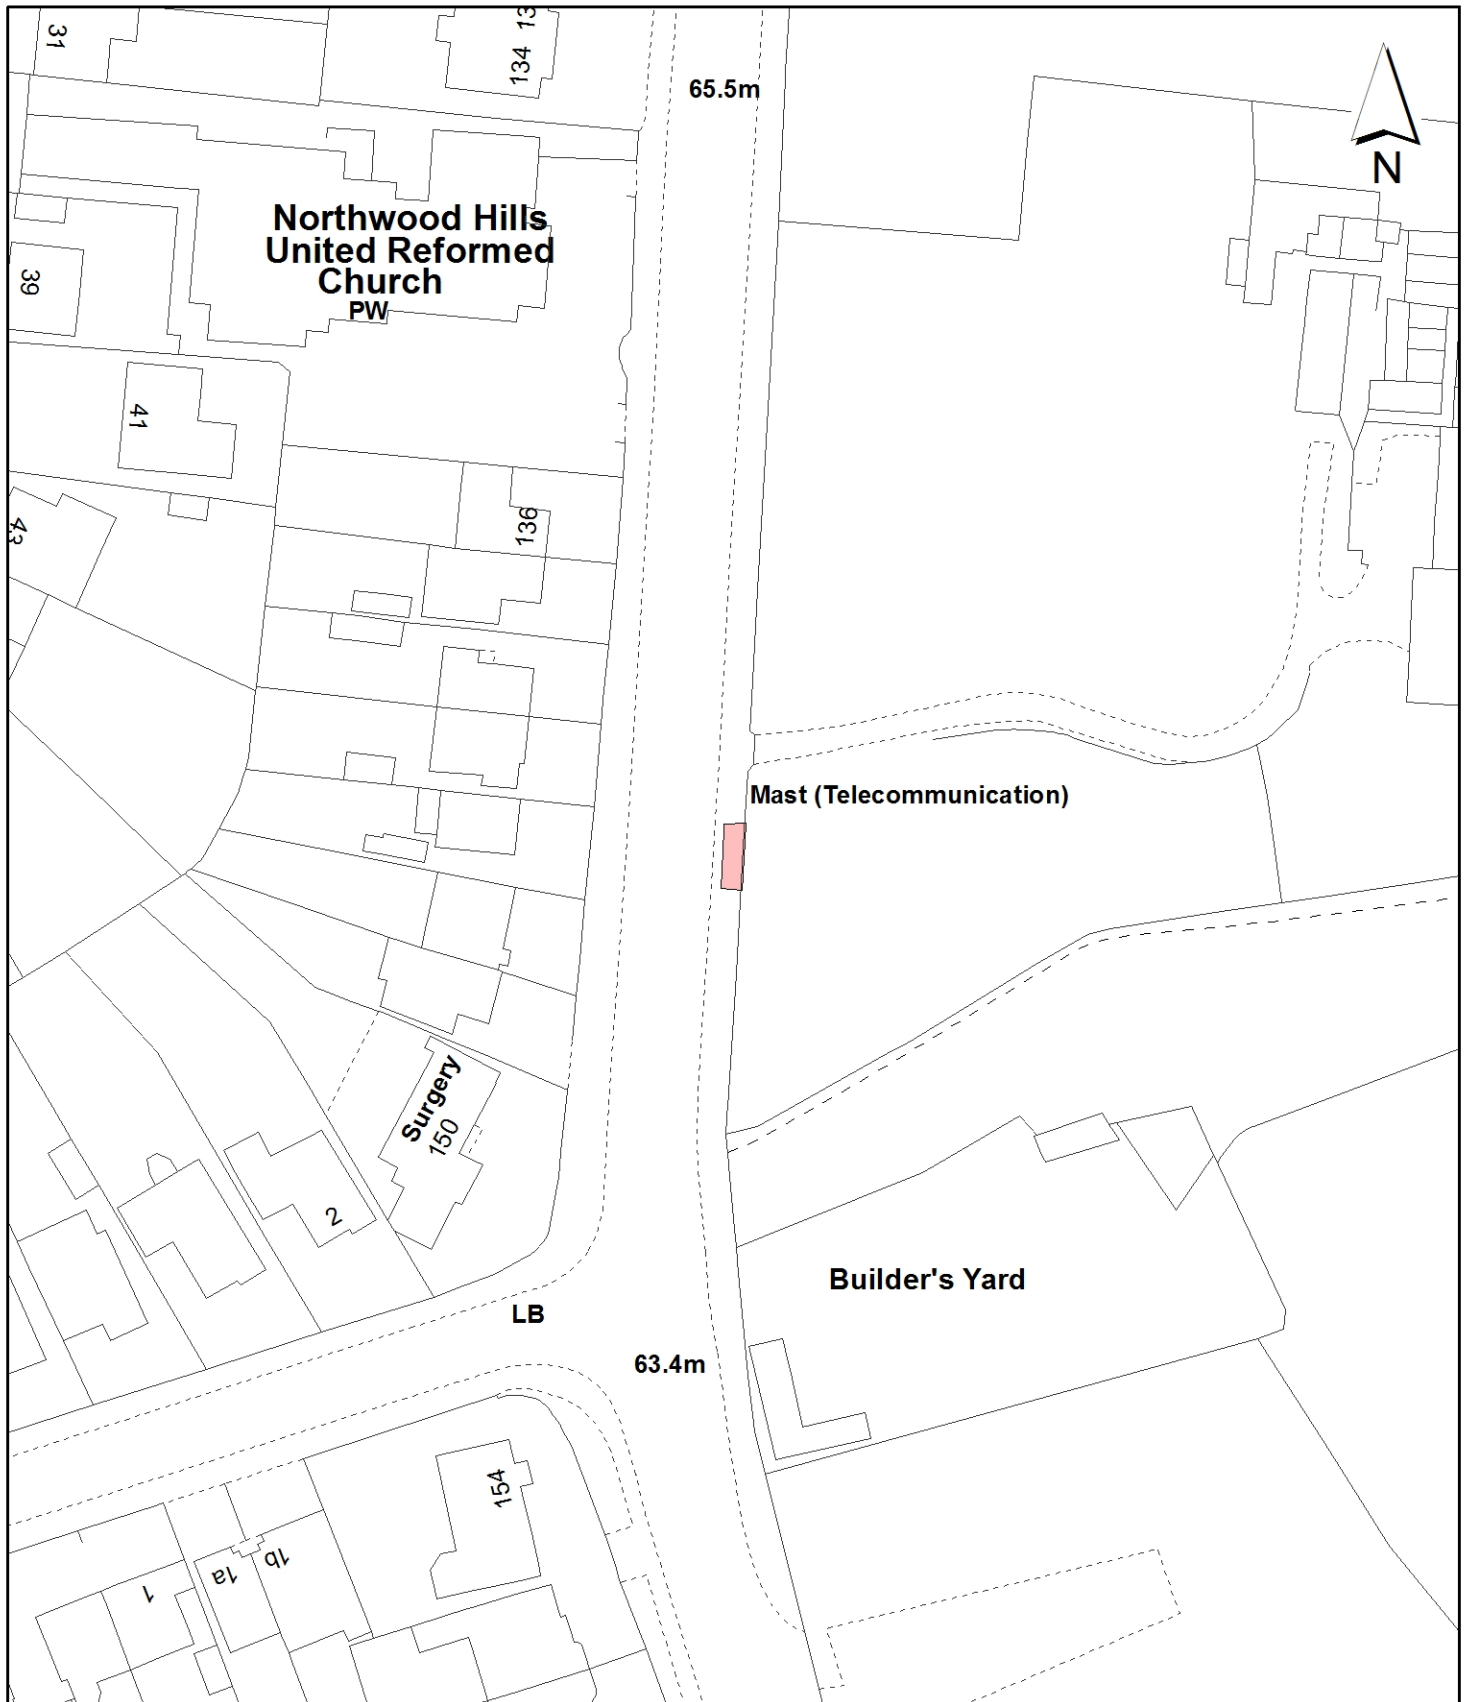 31
13
134
65.5m
N
Northwood Hills
United Reformed
Church
PW
39
41
43
136
Mast (Telecommunication)
Surgery
150
2
Builder's Yard
LB
63.4m
154
1
1a
1b